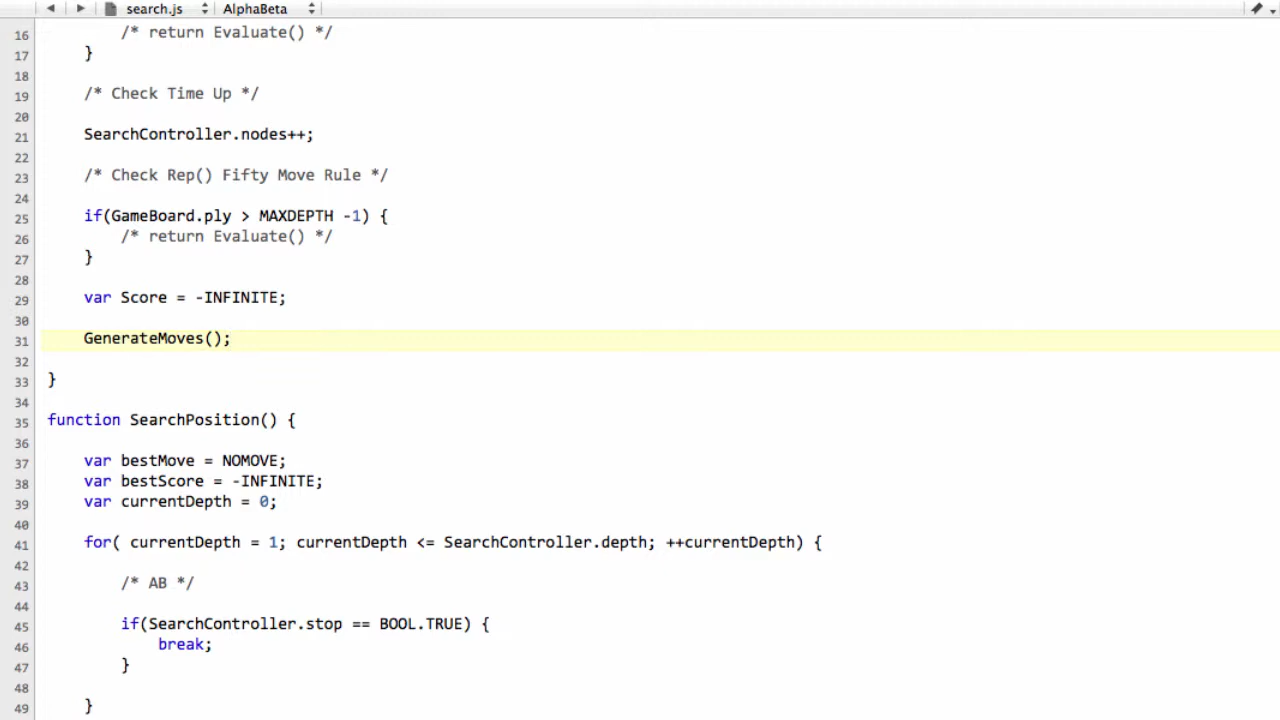 search.js AlphaBeta
16 /* return Evaluate() */
17 }
18
19 /* Check Time Up */
20
21 SearchController.nodes++;
22
23 /* Check Rep() Fifty Move Rule */
24
25 if(GameBoard.ply > MAXDEPTH -1) {
26 /* return Evaluate() */
27 }
28
29 var Score = -INFINITE;
30
31 GenerateMoves();
32
33 }
34
35 function SearchPosition() {
36
37 var bestMove = NOMOVE;
38 var bestScore = -INFINITE;
39 var currentDepth = 0;
40
41 for( currentDepth = 1; currentDepth <= SearchController.depth; ++currentDepth) {
42
43 /* AB */
44
45 if(SearchController.stop == BOOL.TRUE) {
46 break;
47 }
48
49 }